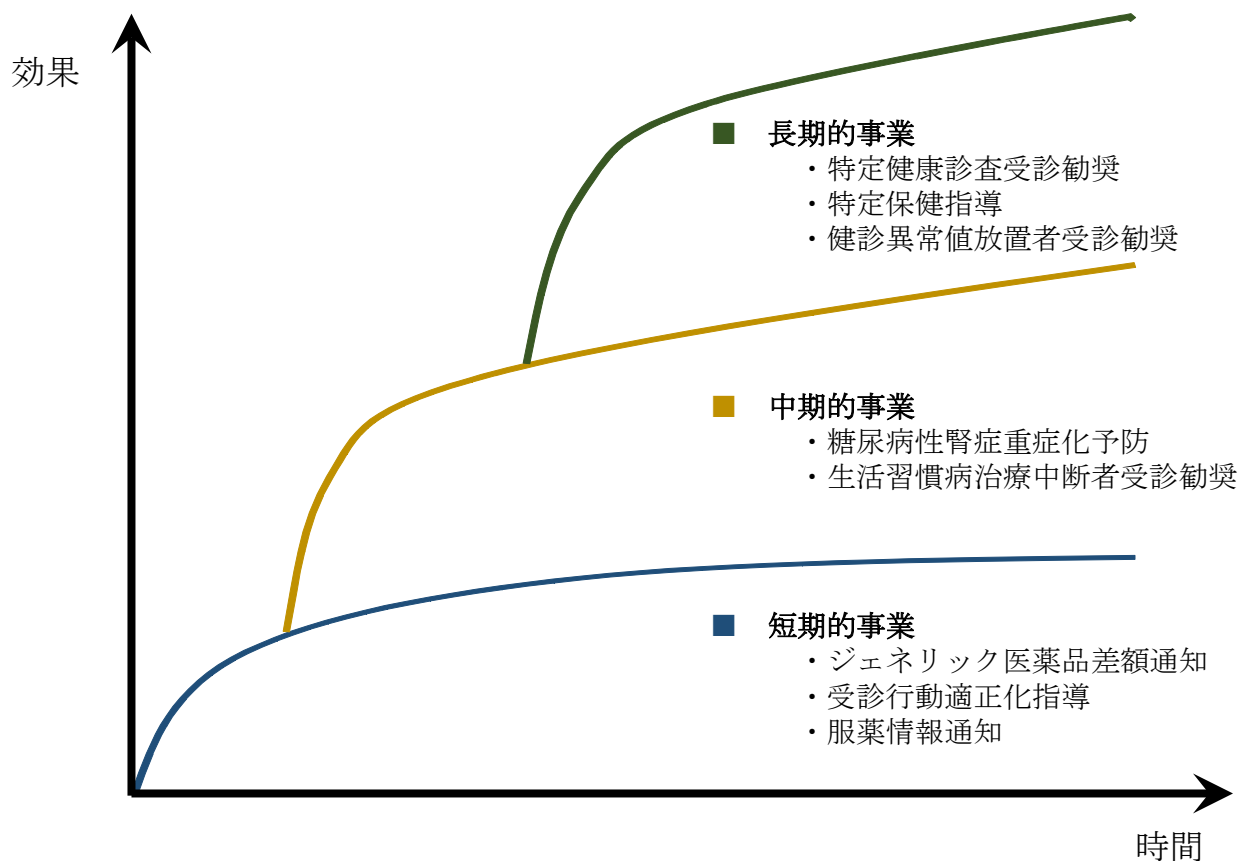 効果
■ 長期的事業
・特定健康診査受診勧奨
・特定保健指導
・健診異常値放置者受診勧奨
■ 中期的事業
・糖尿病性腎症重症化予防
・生活習慣病治療中断者受診勧奨
■ 短期的事業
・ジェネリック医薬品差額通知
・受診行動適正化指導
・服薬情報通知
時間